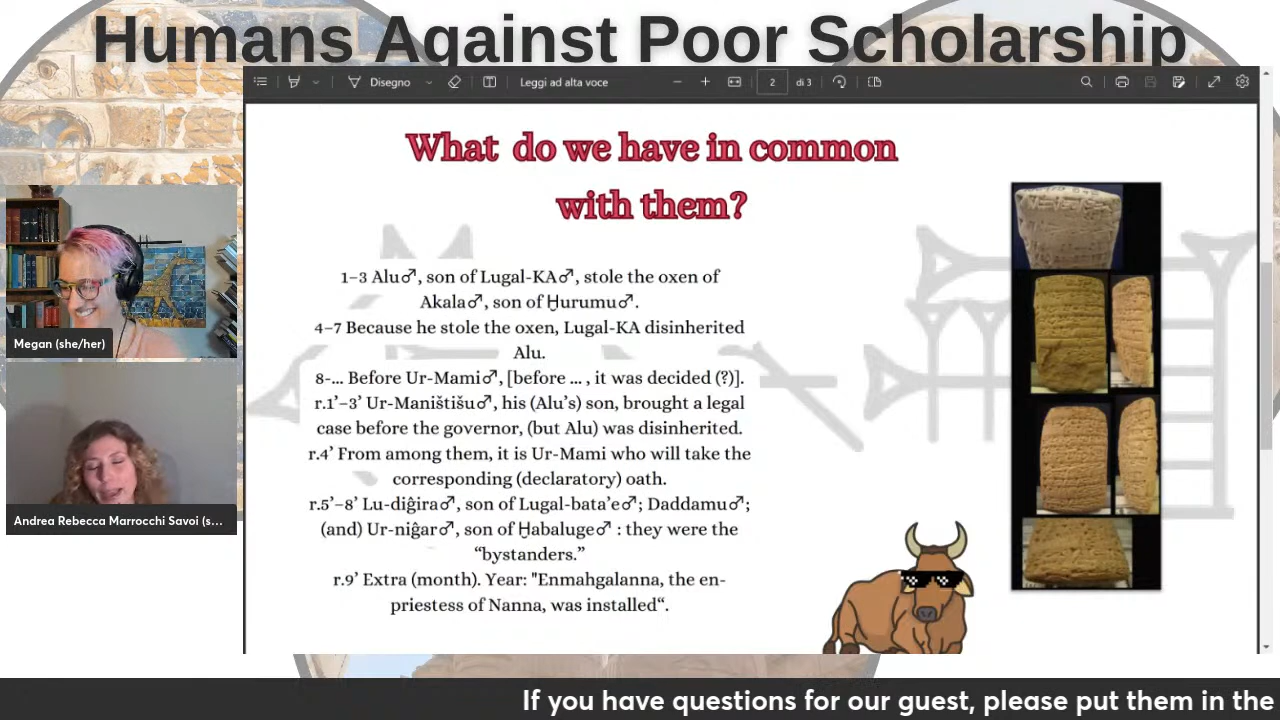 Humans Against Poor Scholarship
Disegno
Leggi ad alta voce
2
di 3
What do we have in common
with them?
1–3 Alu♂, son of Lugal-KA♂, stole the oxen of
Akala♂, son of Ḫurumu♂.
4–7 Because he stole the oxen, Lugal-KA disinherited
Alu.
8-... Before Ur-Mami♂, [before ... , it was decided (?)].
r.1’–3’ Ur-Maništišu♂, his (Alu’s) son, brought a legal
case before the governor, (but Alu) was disinherited.
r.4’ From among them, it is Ur-Mami who will take the
corresponding (declaratory) oath.
r.5’–8’ Lu-diĝira♂, son of Lugal-bata’e♂; Daddamu♂;
(and) Ur-niĝar♂, son of Ḫabaluge♂ : they were the
“bystanders.”
r.9’ Extra (month). Year: "Enmahgalanna, the en-
priestess of Nanna, was installed“.
Megan (she/her)
Andrea Rebecca Marrocchi Savoi (s...
If you have questions for our guest, please put them in the